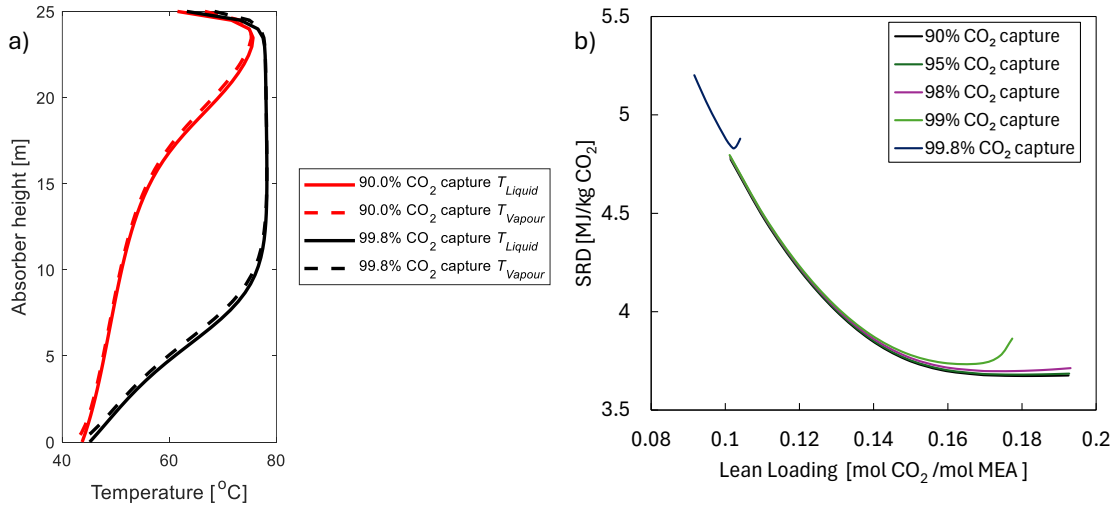 a)
25
20
15
10
5
0
40
60
80
Absorber height [m]
Temperature [°C]
90.0% CO₂ capture T_Liquid
90.0% CO₂ capture T_Vapour
99.8% CO₂ capture T_Liquid
99.8% CO₂ capture T_Vapour
b)
5.5
5
4.5
4
3.5
0.08
0.1
0.12
0.14
0.16
0.18
0.2
SRD [MJ/kg CO₂]
Lean Loading [mol CO₂/mol MEA]
90% CO₂ capture
95% CO₂ capture
98% CO₂ capture
99% CO₂ capture
99.8% CO₂ capture